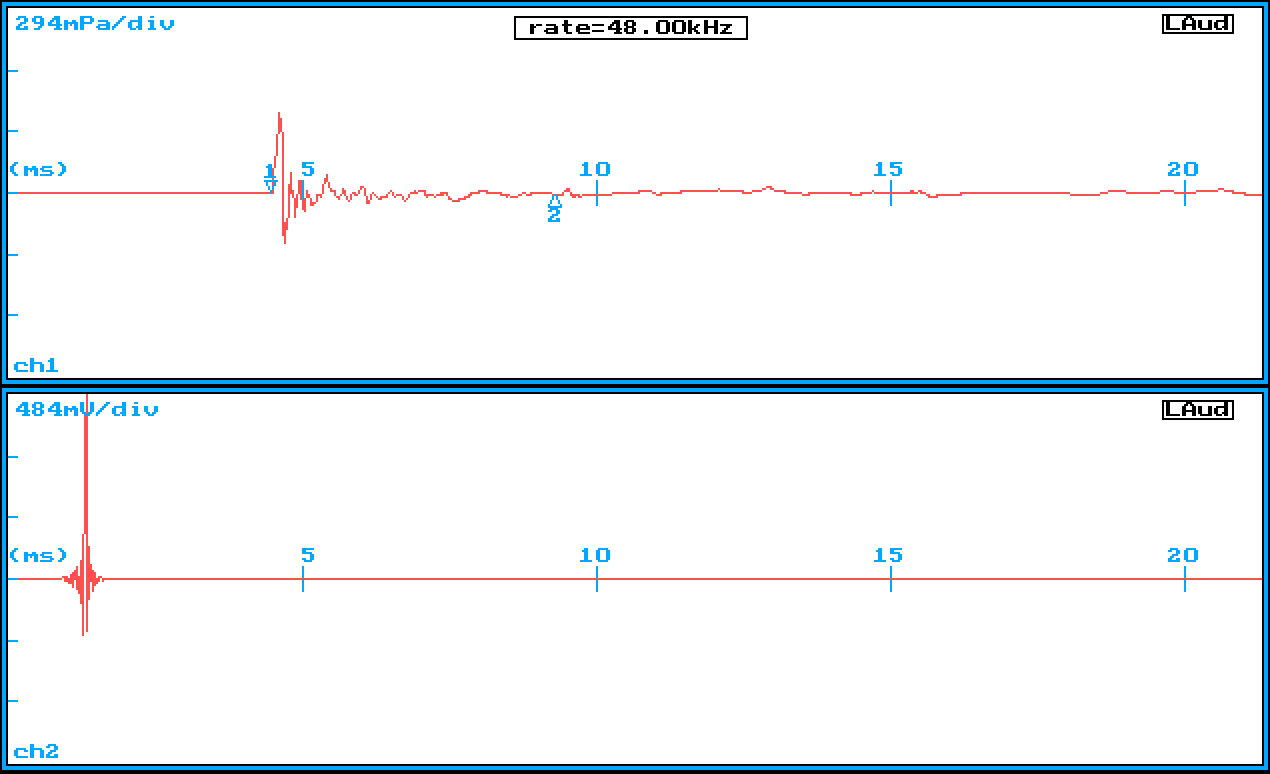 294mPa/div
rate=48.00kHz
LAud
(ms) 1 5 10 15 20
2
ch1
484mV/div
LAud
(ms) 5 10 15 20
ch2